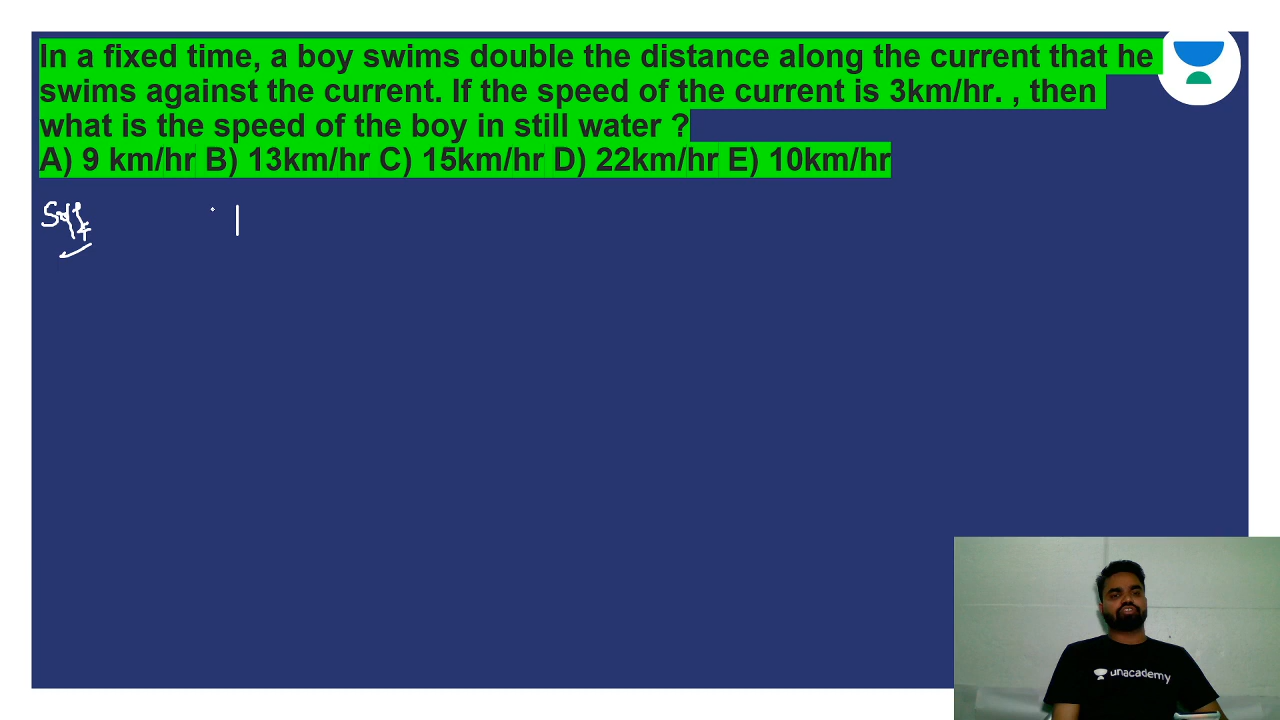 In a fixed time, a boy swims double the distance along the current that he
swims against the current. If the speed of the current is 3km/hr. , then
what is the speed of the boy in still water ?
A) 9 km/hr B) 13km/hr C) 15km/hr D) 22km/hr E) 10km/hr
unacademy